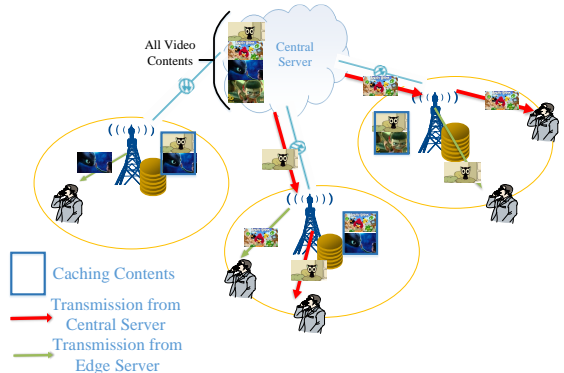 All Video
Contents
Central
Server
Caching Contents
Transmission from
Central Server
Transmission from
Edge Server